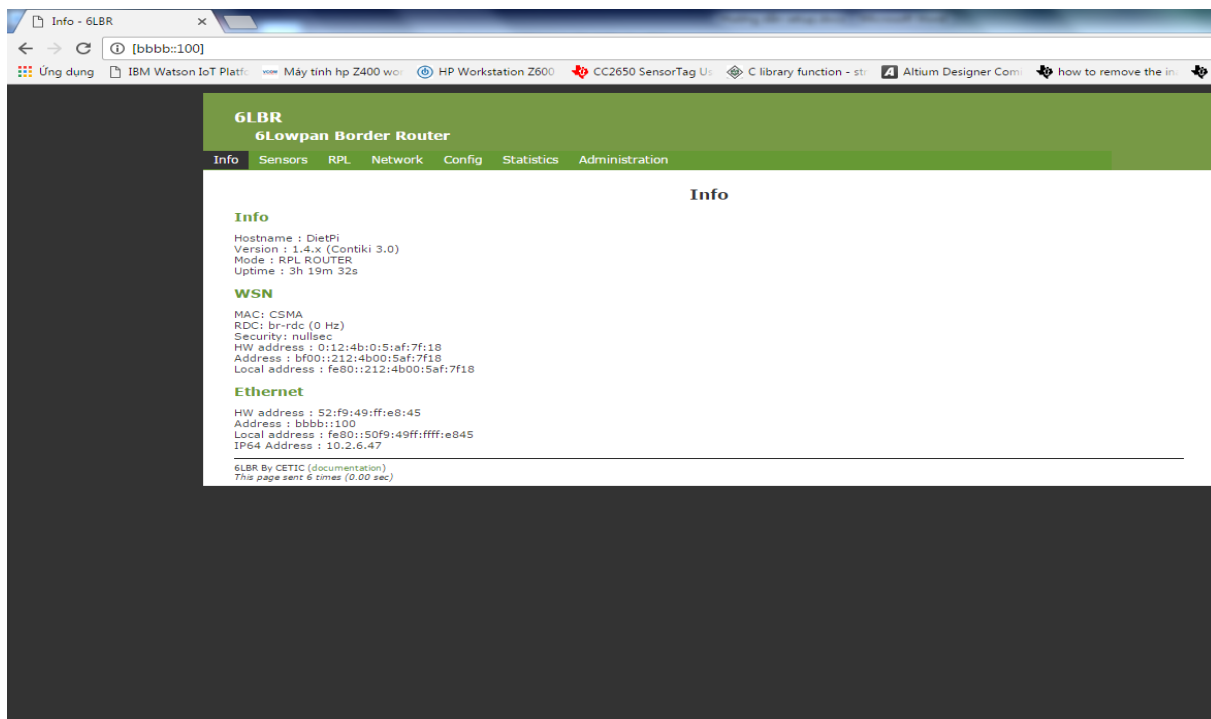 Info - 6LBR
[bbbb::100]
Ứng dụng IBM Watson IoT Platf Máy tính hp Z400 wor HP Workstation Z600 CC2650 SensorTag Us C library function - str Altium Designer Com how to remove the in
6LBR
6Lowpan Border Router
Info Sensors RPL Network Config Statistics Administration
Info
Info
Hostname : DietPi
Version : 1.4.x (Contiki 3.0)
Mode : RPL ROUTER
Uptime : 3h 19m 32s
WSN
MAC: CSMA
RDC: br-rdc (0 Hz)
Security: nullsec
HW address : 0:12:4b:0:5:af:7f:18
Address : bf00::212:4b00:5af:7f18
Local address : fe80::212:4b00:5af:7f18
Ethernet
HW address : 52:f9:49:ff:e8:45
Address : bbbb::100
Local address : fe80::50f9:49ff:ffff:e845
IP64 Address : 10.2.6.47
6LBR By CETIC (documentation)
This page sent 6 times (0.00 sec)